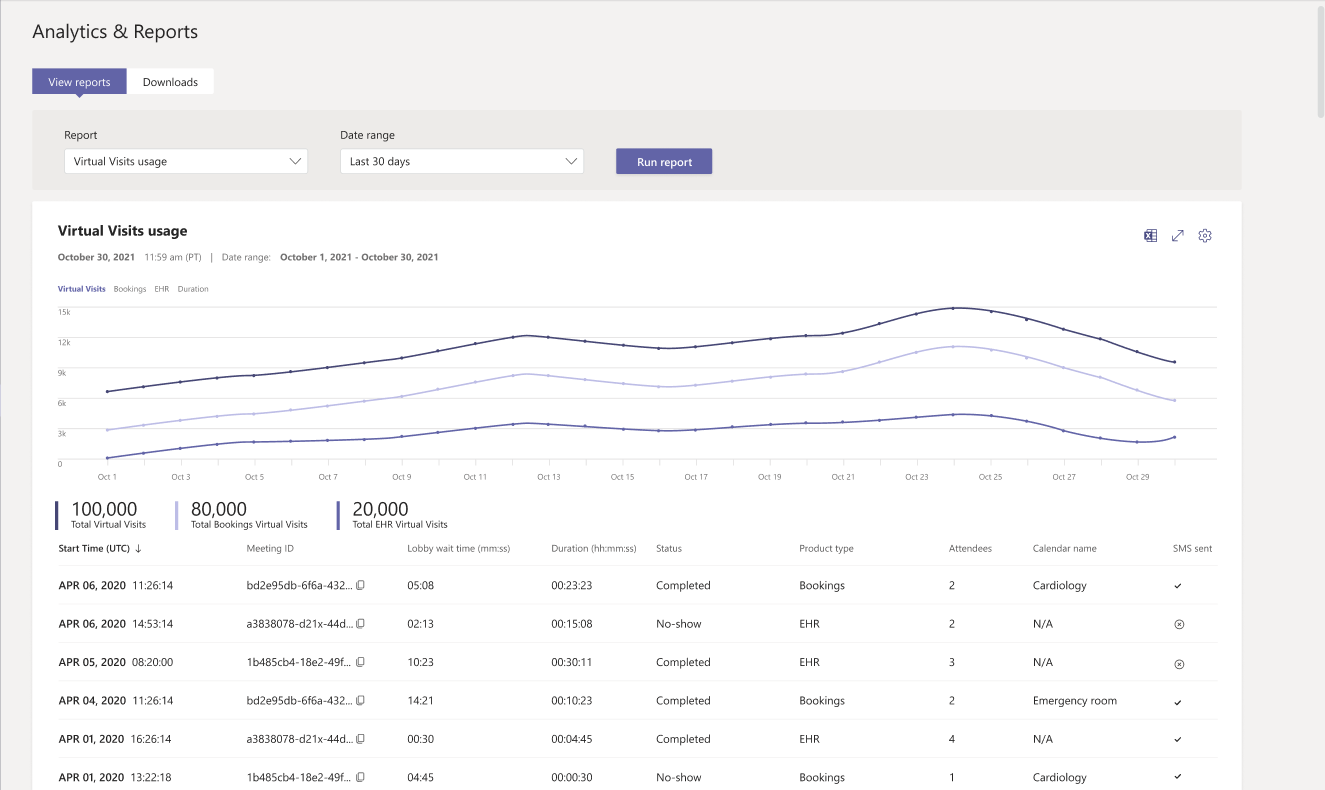 Analytics & Reports
View reports Downloads
Report Date range
Virtual Visits usage Last 30 days Run report
Virtual Visits usage
October 30, 2021 11:59 am (PT) | Date range: October 1, 2021 - October 30, 2021
Virtual Visits Bookings EHR Duration
15k
12k
9k
6k
3k
0
Oct 1 Oct 3 Oct 5 Oct 7 Oct 9 Oct 11 Oct 13 Oct 15 Oct 17 Oct 19 Oct 21 Oct 23 Oct 25 Oct 27 Oct 29
100,000 80,000 20,000
Total Virtual Visits Total Bookings Virtual Visits Total EHR Virtual Visits
Start Time (UTC) ↓ Meeting ID Lobby wait time (mm:ss) Duration (hh:mm:ss) Status Product type Attendees Calendar name SMS sent
APR 06, 2020 11:26:14 bd2e95db-6f6a-432... 05:08 00:23:23 Completed Bookings 2 Cardiology
APR 06, 2020 14:53:14 a3838078-d21x-44d... 02:13 00:15:08 No-show EHR 2 N/A
APR 05, 2020 08:20:00 1b485cb4-18e2-49f... 10:23 00:30:11 Completed EHR 3 N/A
APR 04, 2020 11:26:14 bd2e95db-6f6a-432... 14:21 00:10:23 Completed Bookings 2 Emergency room
APR 01, 2020 16:26:14 a3838078-d21x-44d... 00:30 00:04:45 Completed EHR 4 N/A
APR 01, 2020 13:22:18 1b485cb4-18e2-49f... 04:45 00:00:30 No-show Bookings 1 Cardiology